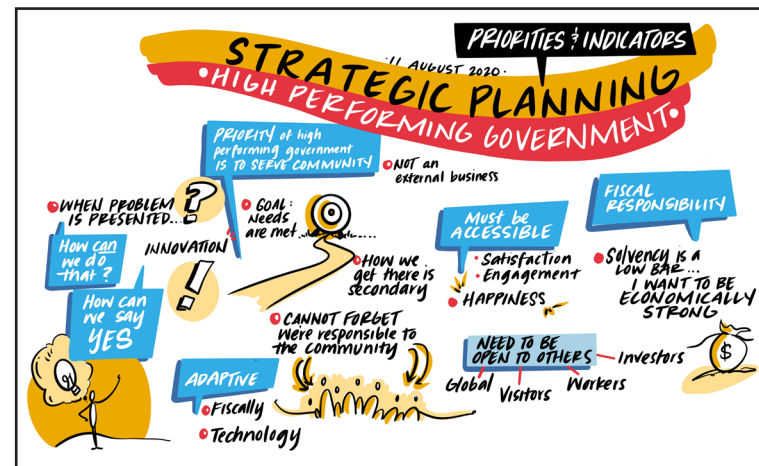 PRIORITIES & INDICATORS
·11 AUGUST 2020·
STRATEGIC PLANNING
•HIGH PERFORMING GOVERNMENT•
PRIORITY of high
performing government
IS TO SERVE COMMUNITY
NOT an
external business
WHEN PROBLEM
IS PRESENTED...
?
How can
we do
that?
INNOVATION
!
How can
we say
YES
GOAL:
Needs
are met
How we
get there is
secondary
CANNOT FORGET
We're responsible to
the community
ADAPTIVE
Fiscally
Technology
Must be
ACCESSIBLE
· Satisfaction
· Engagement
HAPPINESS
FISCAL
RESPONSIBILITY
Solvency is a
LOW BAR...
I WANT TO BE
ECONOMICALLY
STRONG
$
NEED TO BE
OPEN TO OTHERS
Global
Visitors
Workers
Investors